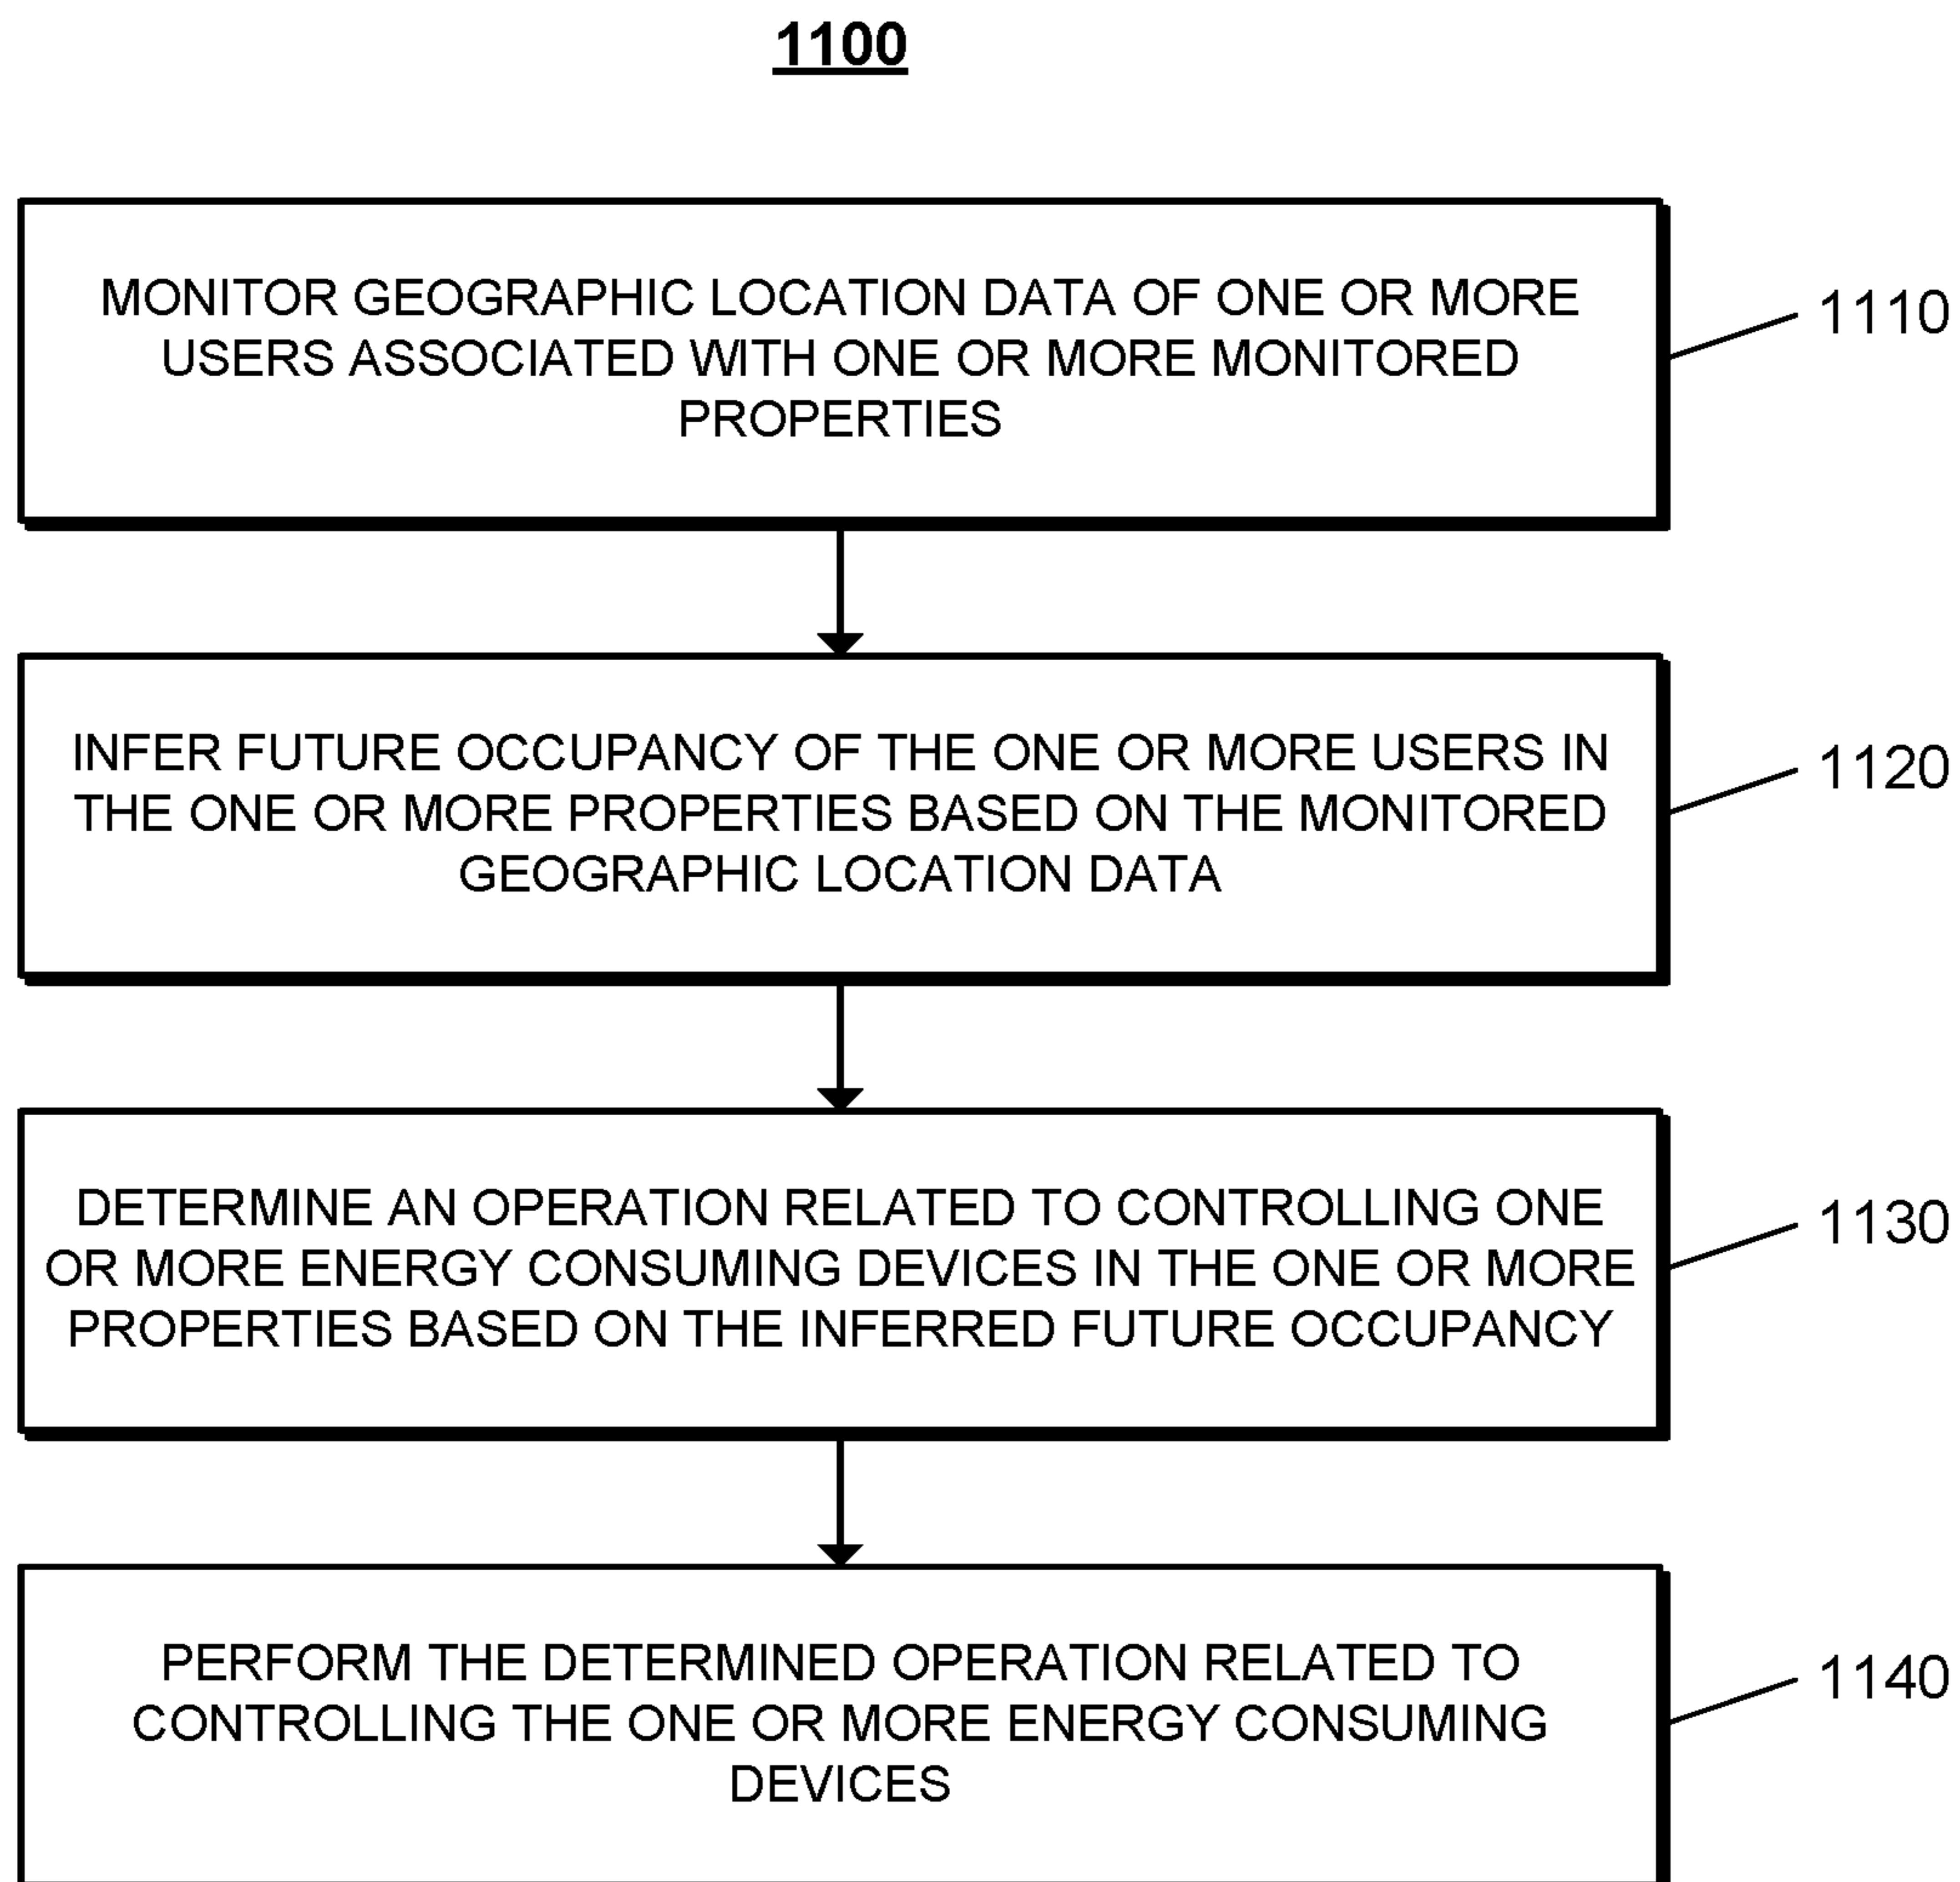 1100
MONITOR GEOGRAPHIC LOCATION DATA OF ONE OR MORE
USERS ASSOCIATED WITH ONE OR MORE MONITORED
PROPERTIES
1110
INFER FUTURE OCCUPANCY OF THE ONE OR MORE USERS IN
THE ONE OR MORE PROPERTIES BASED ON THE MONITORED
GEOGRAPHIC LOCATION DATA
1120
DETERMINE AN OPERATION RELATED TO CONTROLLING ONE
OR MORE ENERGY CONSUMING DEVICES IN THE ONE OR MORE
PROPERTIES BASED ON THE INFERRED FUTURE OCCUPANCY
1130
PERFORM THE DETERMINED OPERATION RELATED TO
CONTROLLING THE ONE OR MORE ENERGY CONSUMING
DEVICES
1140